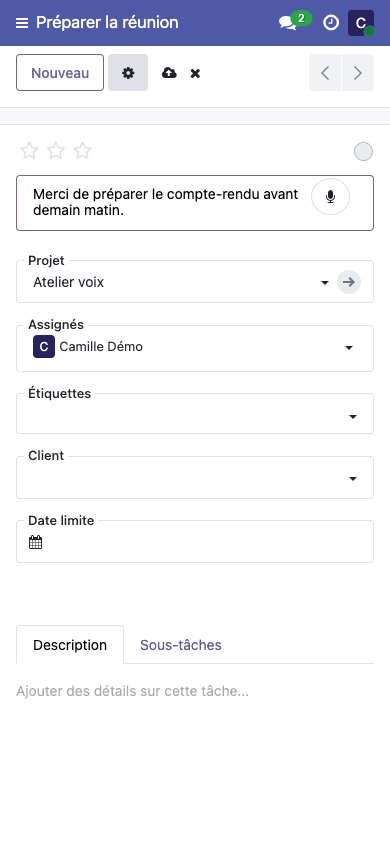 Préparer la réunion
2
C
Nouveau
Merci de préparer le compte-rendu avant
demain matin.
Projet
Atelier voix
Assignés
C Camille Démo
Étiquettes
Client
Date limite
Description
Sous-tâches
Ajouter des détails sur cette tâche...